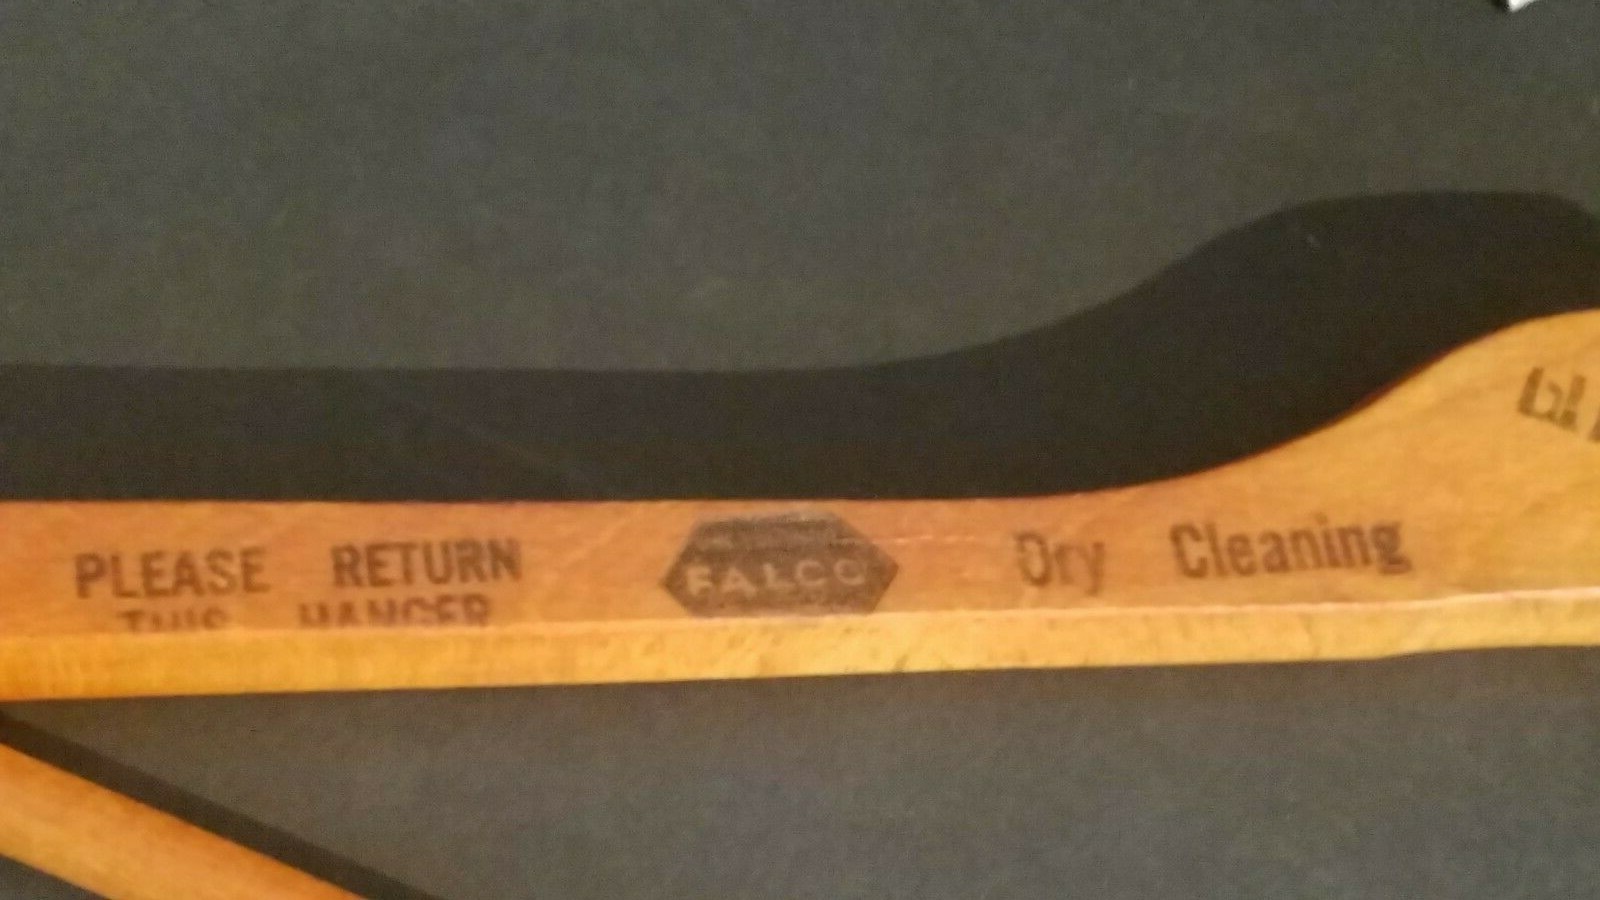 PLEASE RETURN
THIS HANGER
FALCO
Dry Cleaning